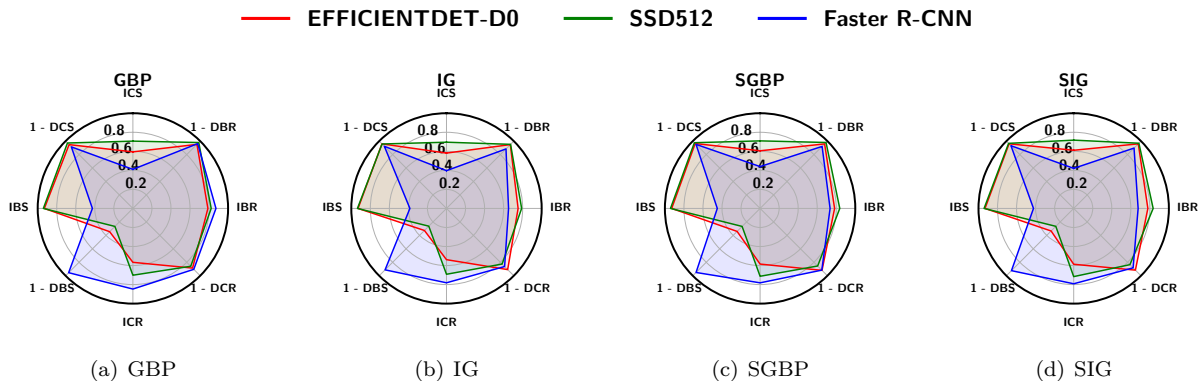 EFFICIENTDET-D0 SSD512 Faster R-CNN
GBP IG SGBP SIG
ICS ICS ICS ICS
1 - DCS 1 - DBR 1 - DCS 1 - DBR 1 - DCS 1 - DBR 1 - DCS 1 - DBR
0.8 0.8 0.8 0.8
0.6 0.6 0.6 0.6
0.4 0.4 0.4 0.4
0.2 0.2 0.2 0.2
IBS IBR IBS IBR IBS IBR IBS IBR
1 - DBS 1 - DCR 1 - DBS 1 - DCR 1 - DBS 1 - DCR 1 - DBS 1 - DCR
ICR ICR ICR ICR
(a) GBP (b) IG (c) SGBP (d) SIG